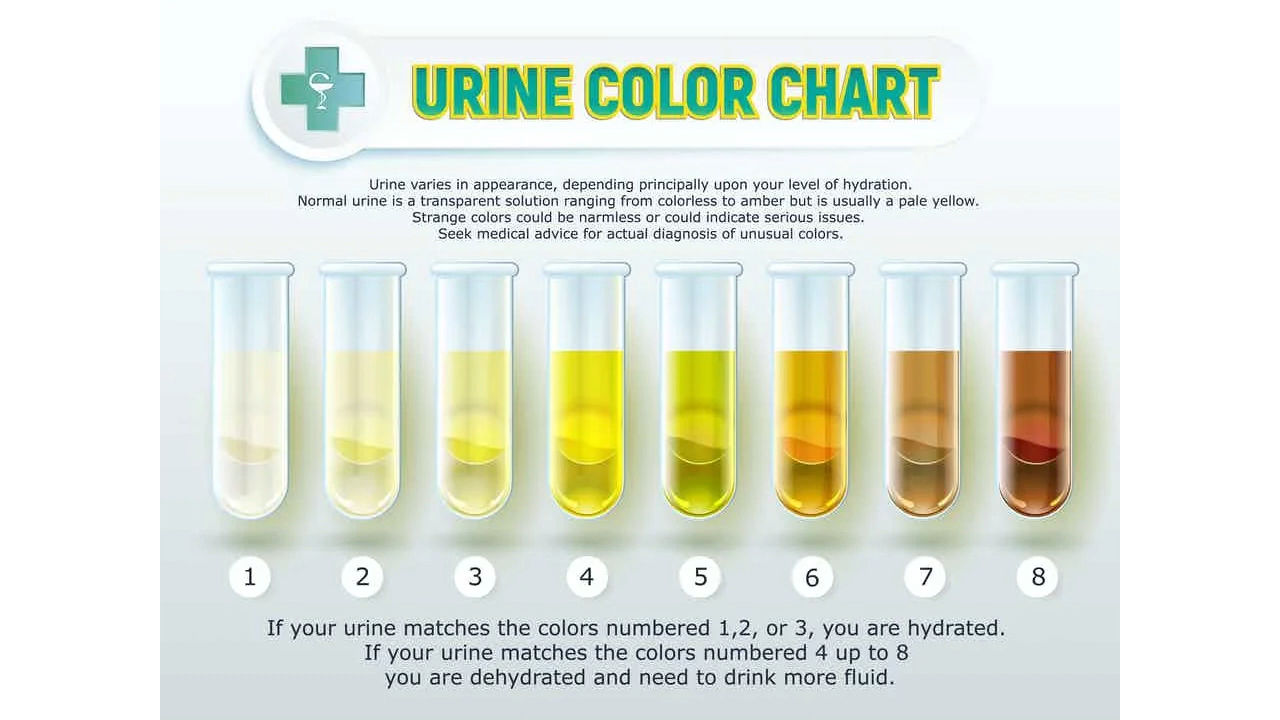 URINE COLOR CHART
Urine varies in appearance, depending principally upon your level of hydration.
Normal urine is a transparent solution ranging from colorless to amber but is usually a pale yellow.
Strange colors could be narmless or could indicate serious issues.
Seek medical advice for actual diagnosis of unusual colors.
1 2 3 4 5 6 7 8
If your urine matches the colors numbered 1,2, or 3, you are hydrated.
If your urine matches the colors numbered 4 up to 8
you are dehydrated and need to drink more fluid.